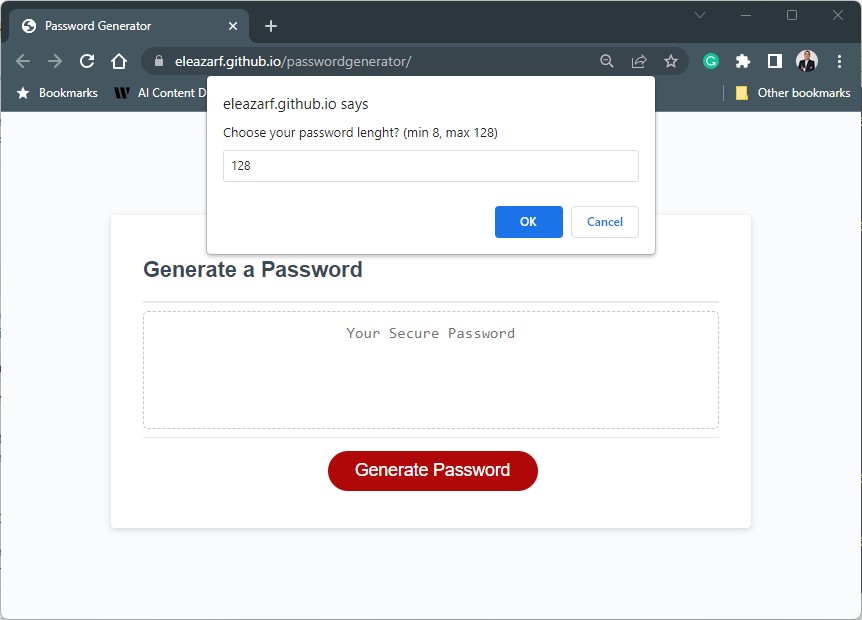 Password Generator
eleazarf.github.io/passwordgenerator/
Bookmarks
W AI Content D
Other bookmarks
eleazarf.github.io says
Choose your password lenght? (min 8, max 128)
128
OK Cancel
Generate a Password
Your Secure Password
Generate Password